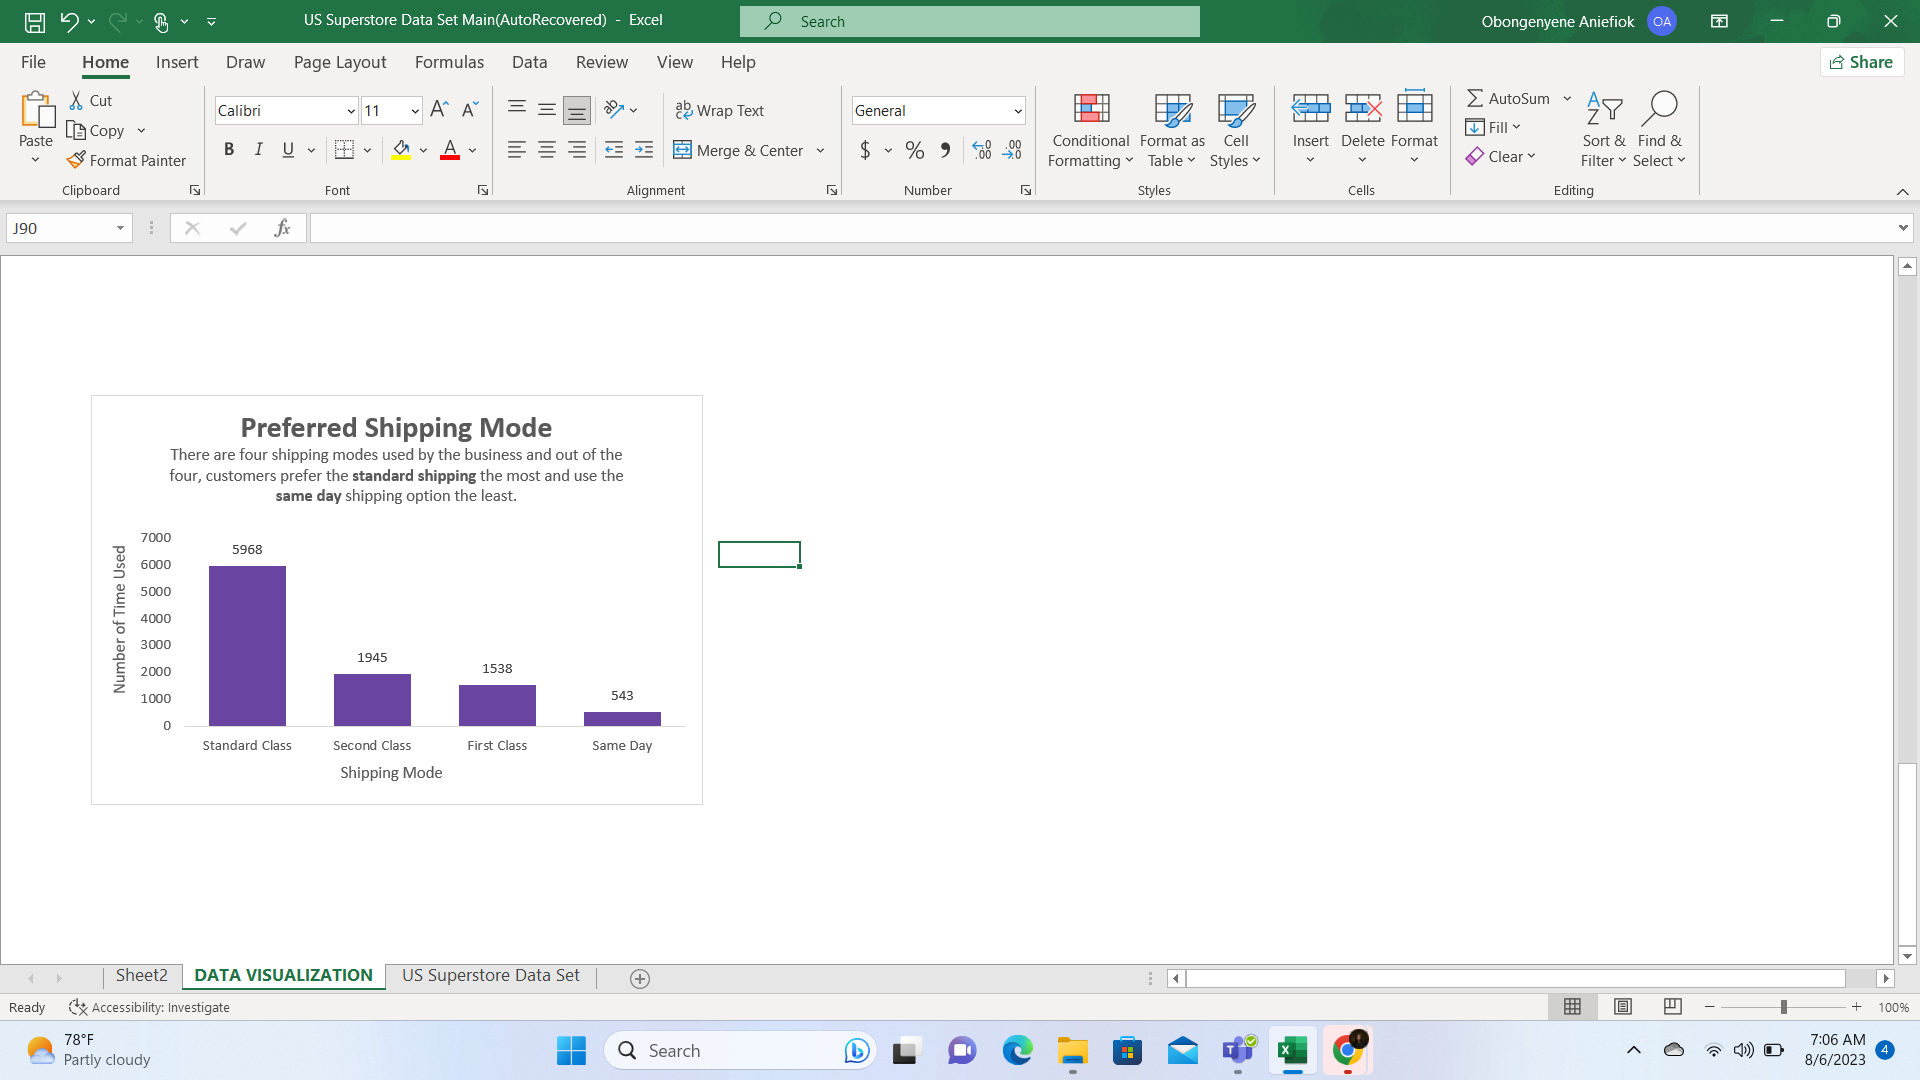 US Superstore Data Set Main(AutoRecovered) - Excel
Search
Obongenyene Aniefiok
OA
File Home Insert Draw Page Layout Formulas Data Review View Help
Share
Paste
Cut
Copy
Format Painter
Clipboard
Calibri
11
B I U
Font
Wrap Text
Merge & Center
Alignment
General
$ % 9
Number
Conditional
Formatting
Format as
Table
Cell
Styles
Styles
Insert Delete Format
Cells
AutoSum
Fill
Clear
Sort &
Filter
Find &
Select
Editing
J90
fx
Preferred Shipping Mode
There are four shipping modes used by the business and out of the
four, customers prefer the standard shipping the most and use the
same day shipping option the least.
Number of Time Used
7000
6000
5000
4000
3000
2000
1000
0
5968
1945
1538
543
Standard Class Second Class First Class Same Day
Shipping Mode
Sheet2 DATA VISUALIZATION US Superstore Data Set
Ready Accessibility: Investigate
100%
78°F
Partly cloudy
Search
7:06 AM
8/6/2023
4